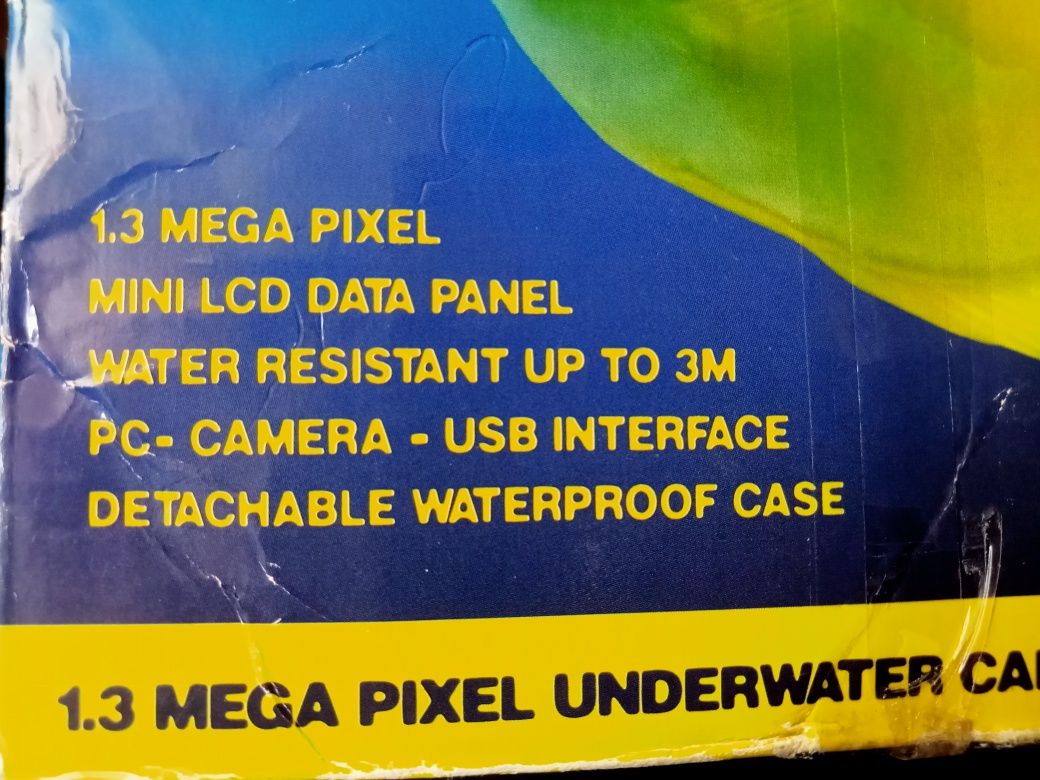 1.3 MEGA PIXEL
MINI LCD DATA PANEL
WATER RESISTANT UP TO 3M
PC- CAMERA - USB INTERFACE
DETACHABLE WATERPROOF CASE
1.3 MEGA PIXEL UNDERWATER